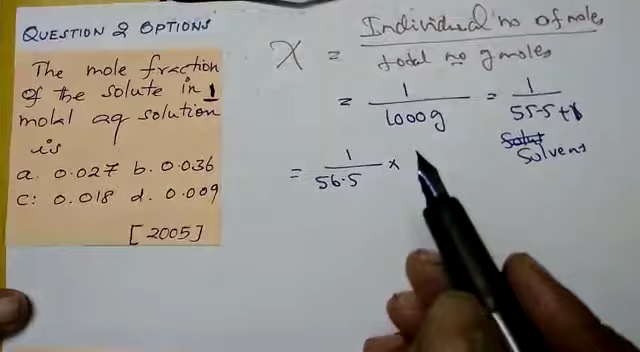 QUESTION 2 OPTIONS
The mole fraction
of the solute in 1
molal aq solution
is
a. 0.027 b. 0.036
c: 0.018 d. 0.009
[2005]
X = Individual no of moles
total no of moles
= 1 / 1000g = 1 / 55.5+1
Solvent
= 1 / 56.5 ×